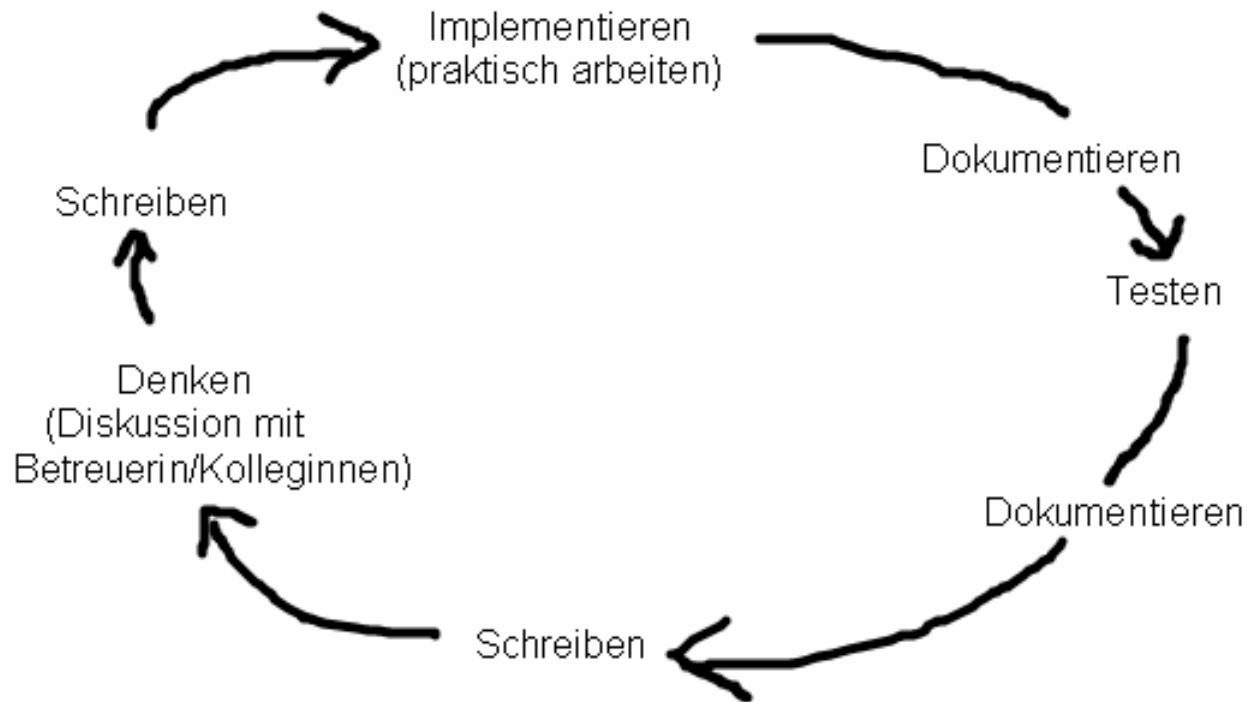 Implementieren
(praktisch arbeiten)
Dokumentieren
Testen
Dokumentieren
Schreiben
Denken
(Diskussion mit
Betreuerin/Kolleginnen)
Schreiben